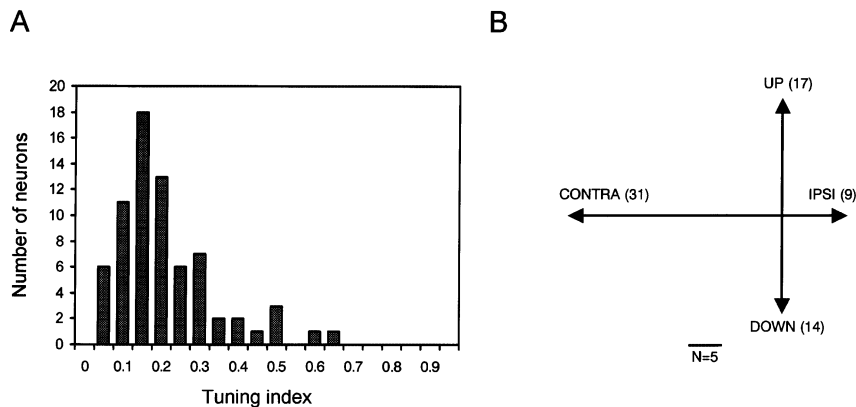 A
Number of neurons
20
18
16
14
12
10
8
6
4
2
0
0 0.1 0.2 0.3 0.4 0.5 0.6 0.7 0.8 0.9
Tuning index
B
UP (17)
CONTRA (31) IPSI (9)
DOWN (14)
N=5